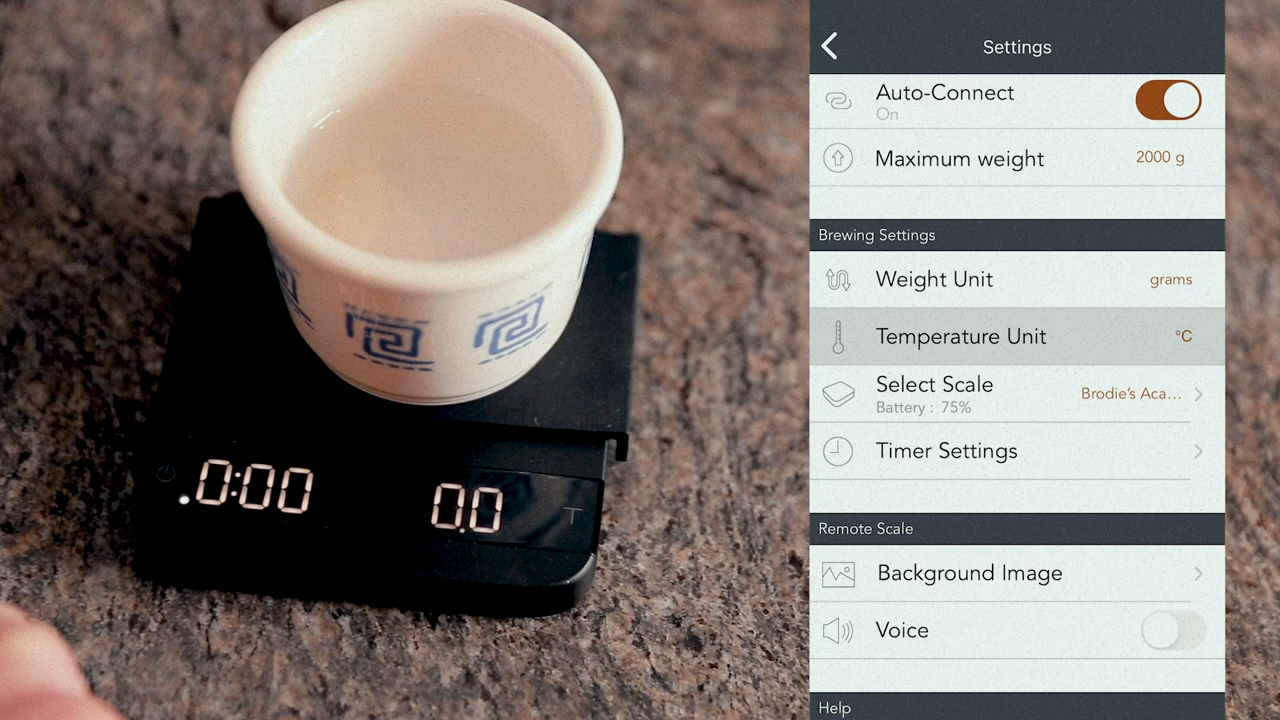 0:00
0.0
T
Settings
Auto-Connect
On
Maximum weight
2000 g
Brewing Settings
Weight Unit
grams
Temperature Unit
°C
Select Scale
Brodie's Aca...
Battery : 75%
Timer Settings
Remote Scale
Background Image
Voice
Help